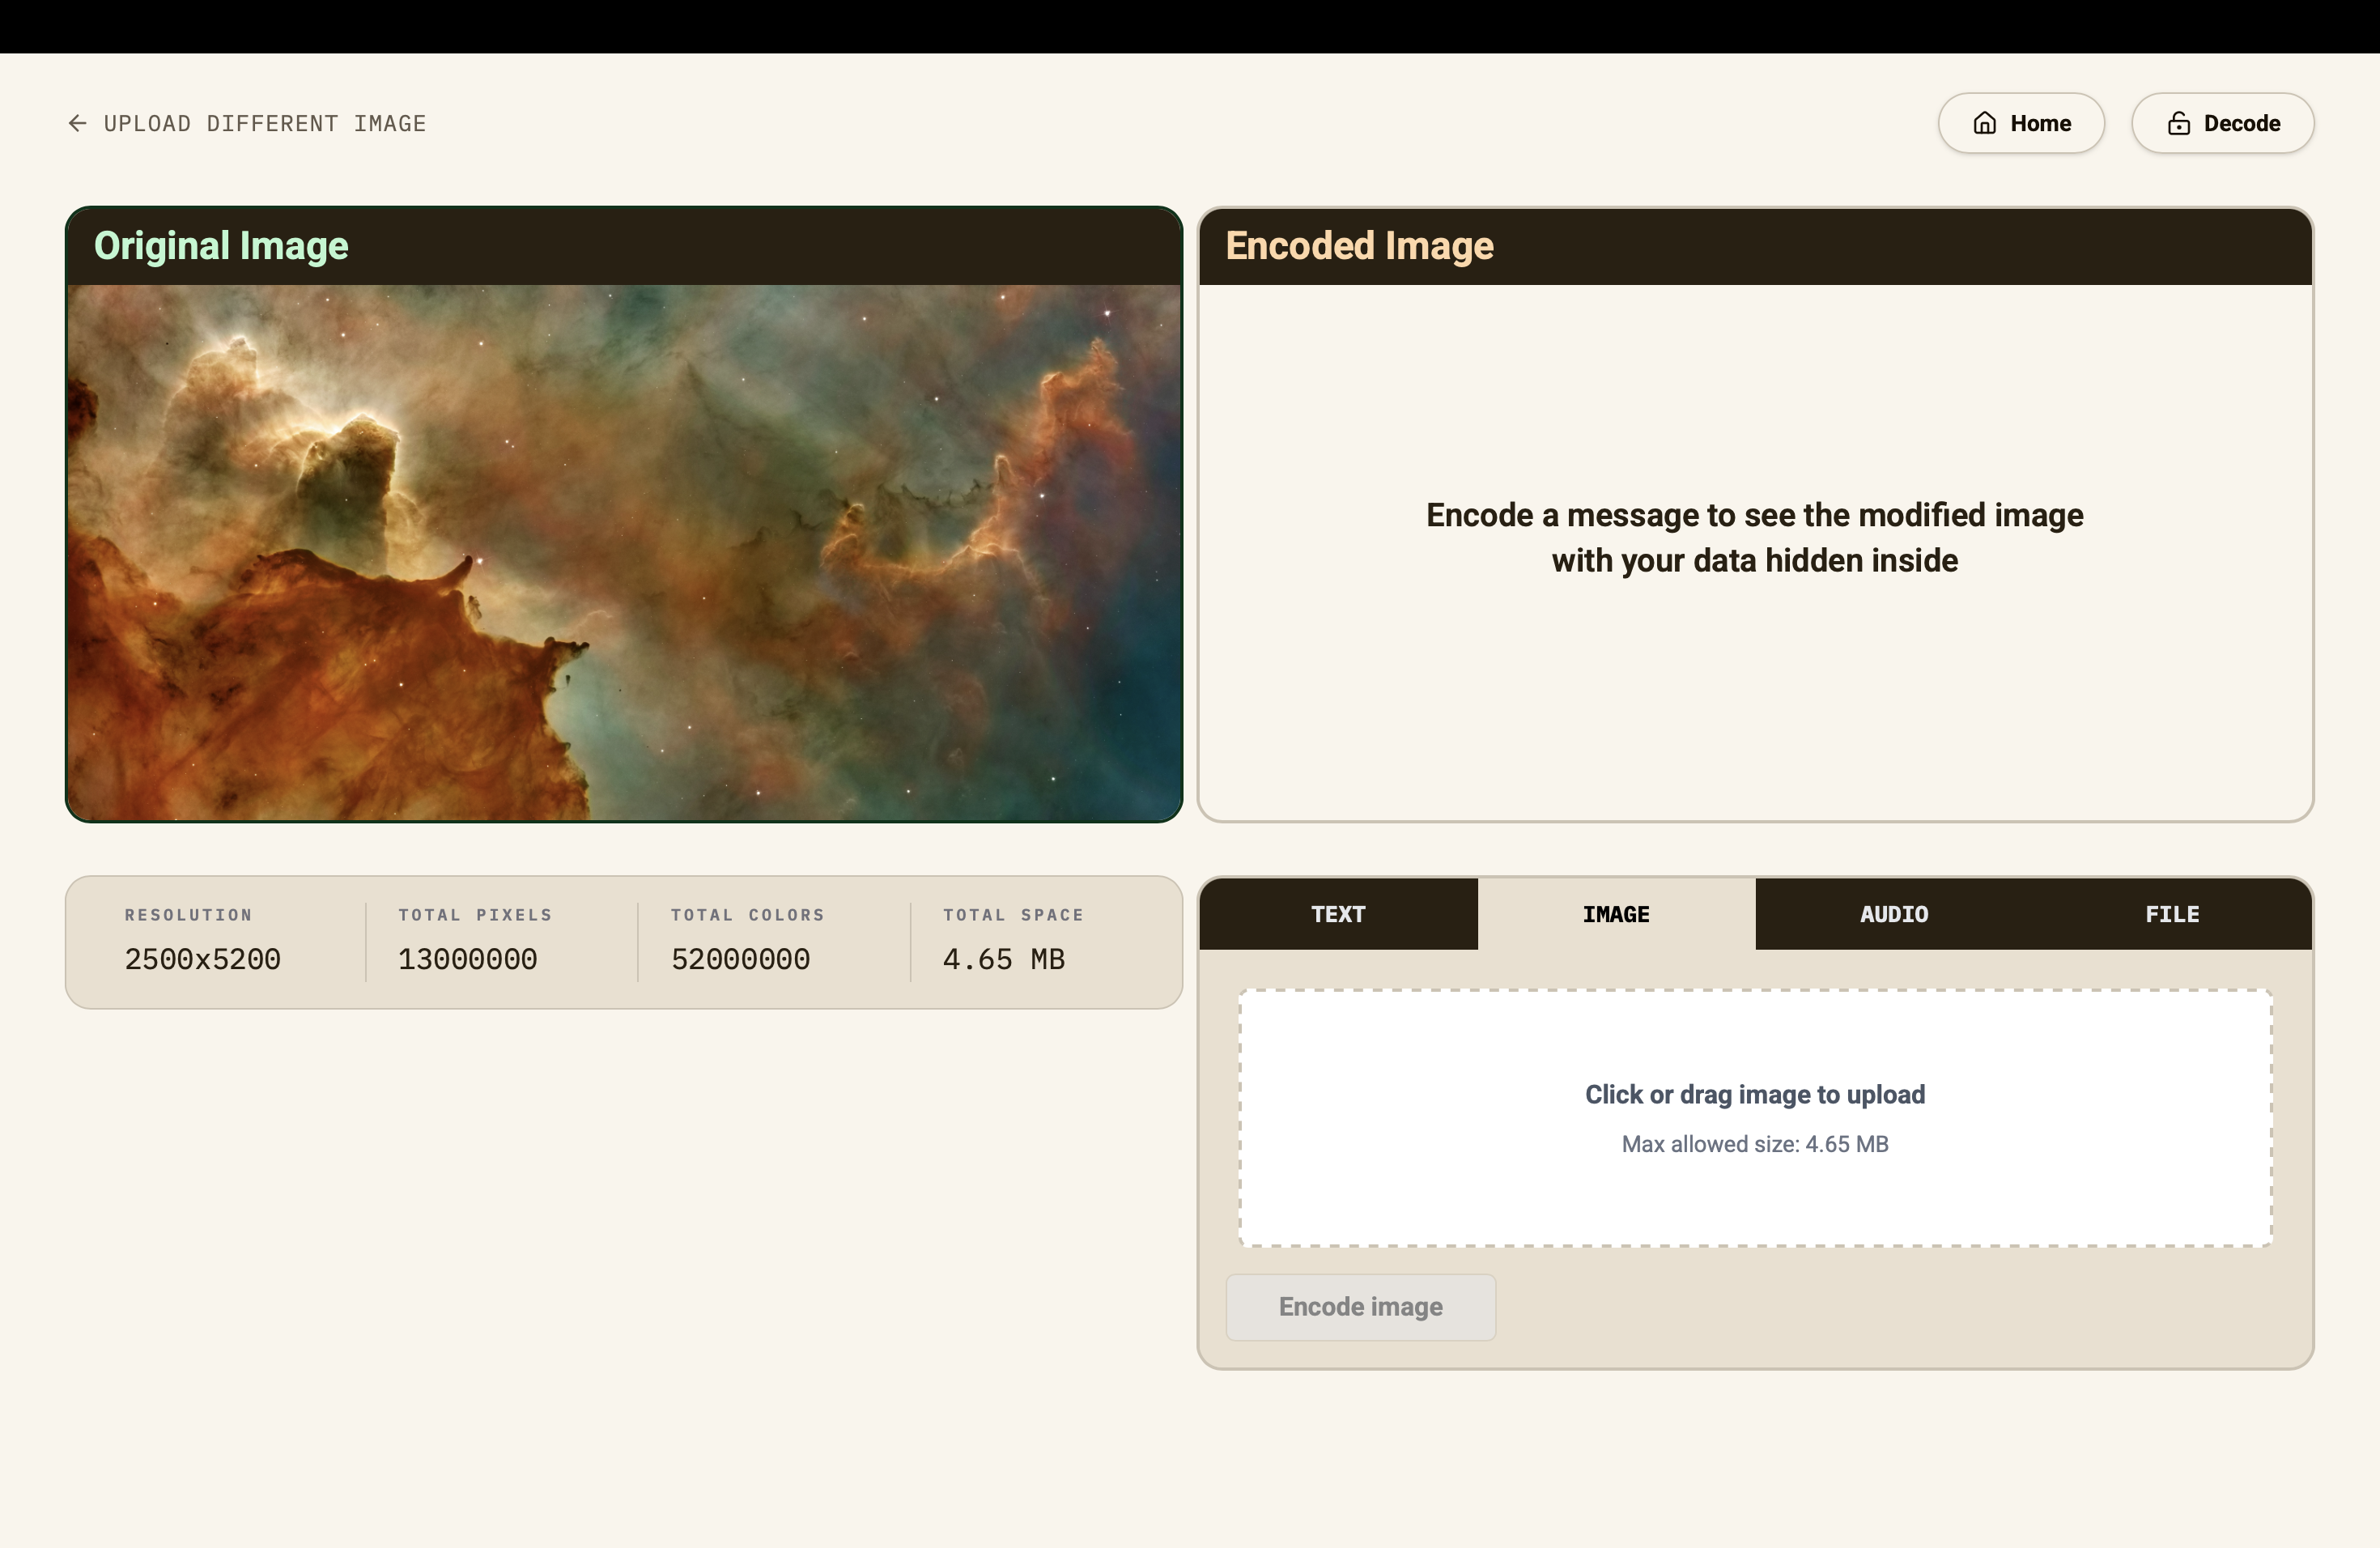 UPLOAD DIFFERENT IMAGE
Home
Decode
Original Image
Encoded Image
Encode a message to see the modified image
with your data hidden inside
RESOLUTION
2500x5200
TOTAL PIXELS
13000000
TOTAL COLORS
52000000
TOTAL SPACE
4.65 MB
TEXT
IMAGE
AUDIO
FILE
Click or drag image to upload
Max allowed size: 4.65 MB
Encode image